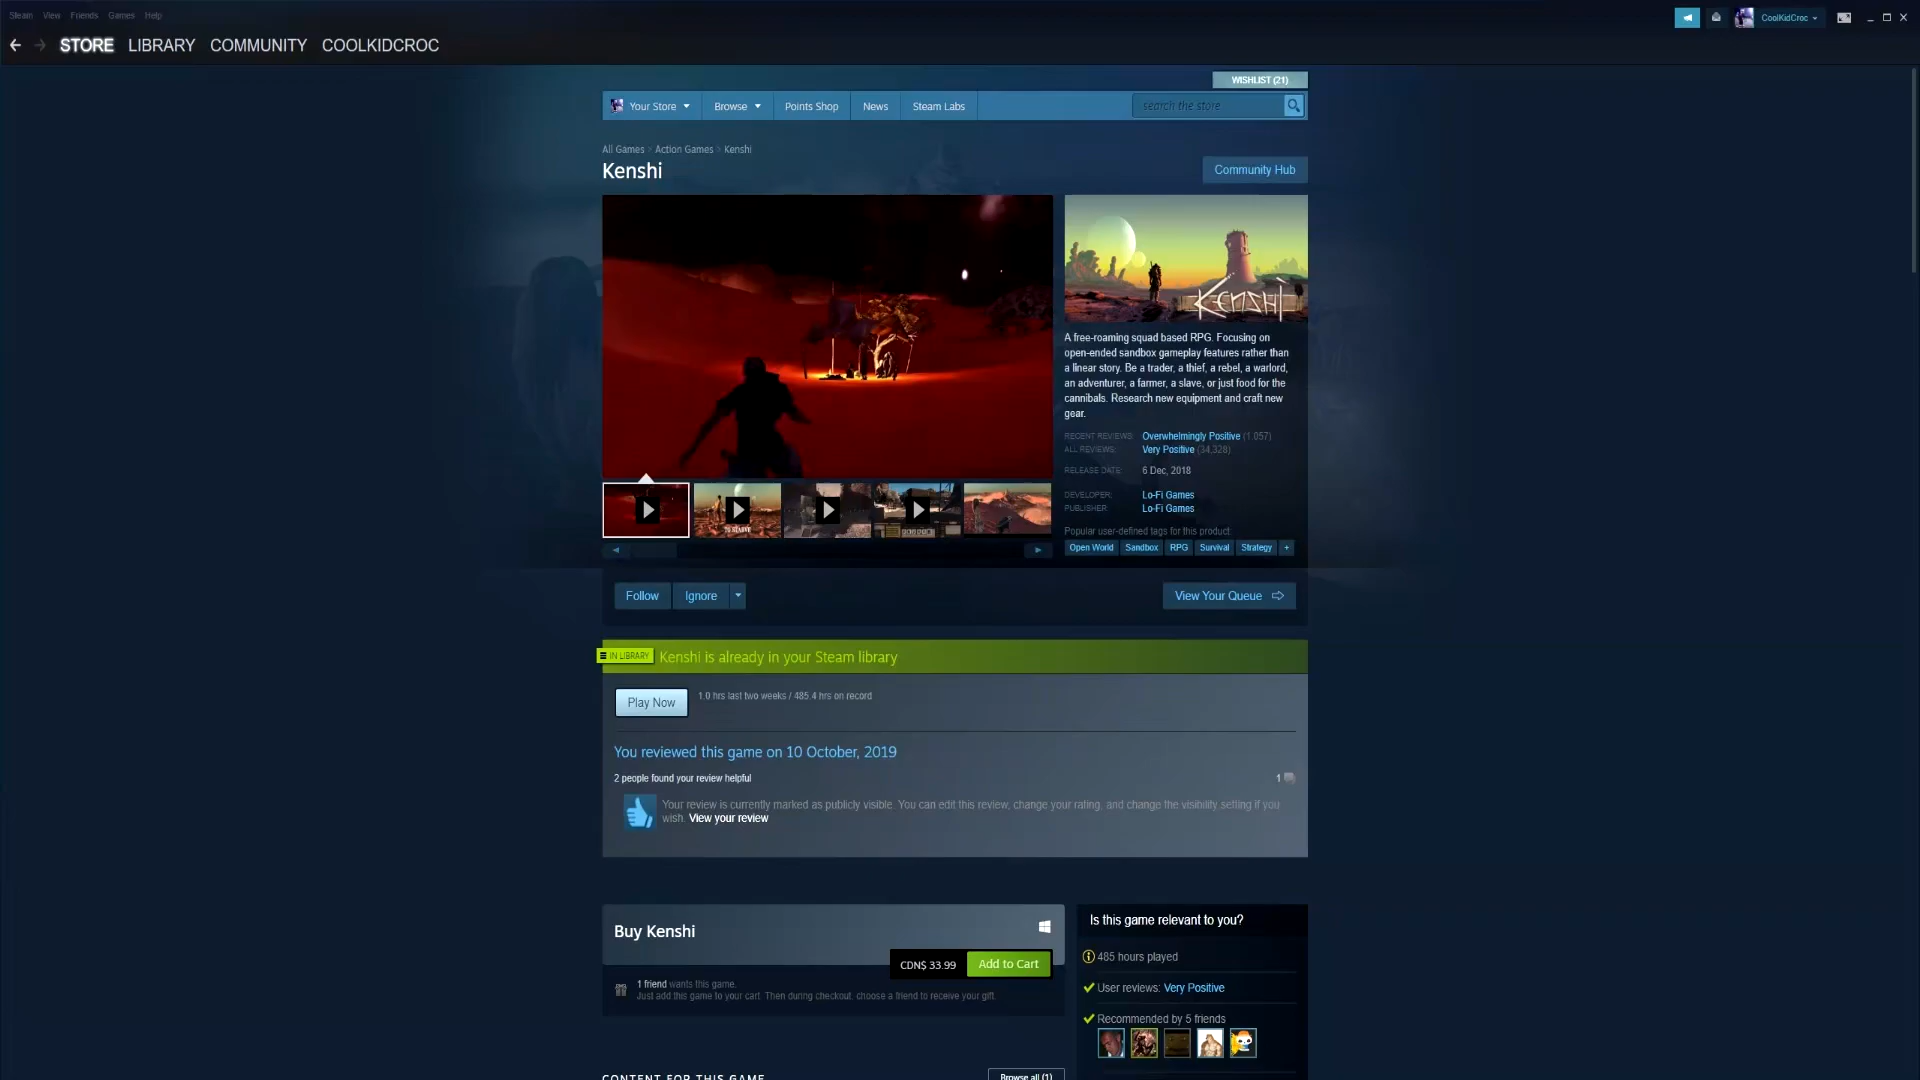 Steam View Friends Games Help
CoolKidCroc
STORE LIBRARY COMMUNITY COOLKIDCROC
WISHLIST (21)
Your Store Browse Points Shop News Steam Labs
search the store
All Games > Action Games > Kenshi
Kenshi
Community Hub
KENSHI
A free-roaming squad based RPG. Focusing on
open-ended sandbox gameplay features rather than
a linear story. Be a trader, a thief, a rebel, a warlord,
an adventurer, a farmer, a slave, or just food for the
cannibals. Research new equipment and craft new
gear.
RECENT REVIEWS: Overwhelmingly Positive (1,057)
ALL REVIEWS: Very Positive (34,328)
RELEASE DATE: 6 Dec, 2018
DEVELOPER: Lo-Fi Games
PUBLISHER: Lo-Fi Games
Popular user-defined tags for this product:
Open World Sandbox RPG Survival Strategy +
Follow Ignore
View Your Queue
IN LIBRARY
Kenshi is already in your Steam library
Play Now
1.0 hrs last two weeks / 485.4 hrs on record
You reviewed this game on 10 October, 2019
2 people found your review helpful
1
Your review is currently marked as publicly visible. You can edit this review, change your rating, and change the visibility setting if you
wish. View your review
Buy Kenshi
CDN$ 33.99
Add to Cart
1 friend wants this game.
Just add this game to your cart. Then during checkout, choose a friend to receive your gift.
Is this game relevant to you?
485 hours played
User reviews: Very Positive
Recommended by 5 friends
CONTENT FOR THIS GAME
Browse all (1)